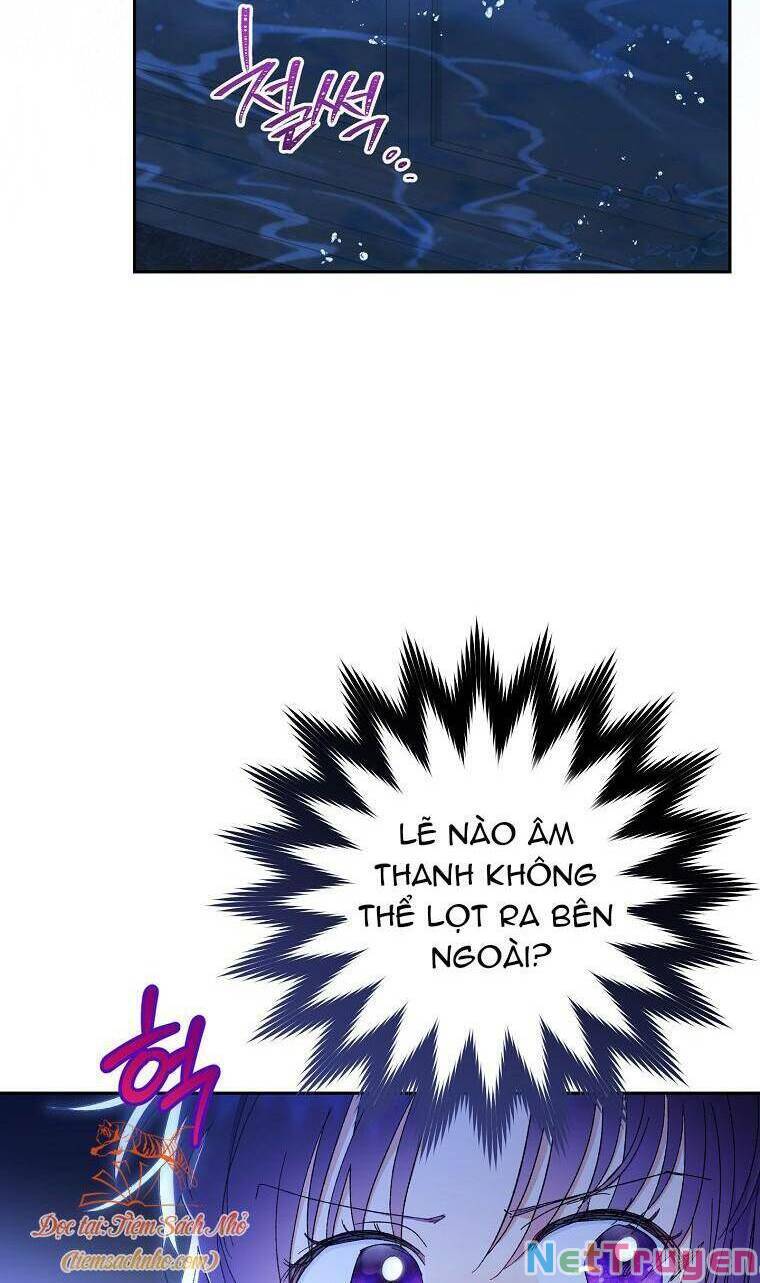 철썩...
LẼ NÀO ÂM
THANH KHÔNG
THỂ LỌT RA BÊN
NGOÀI?
헉
Đọc tại: Tiệm Sách Nhỏ
(tiemsachnho.com)
NetTruyen